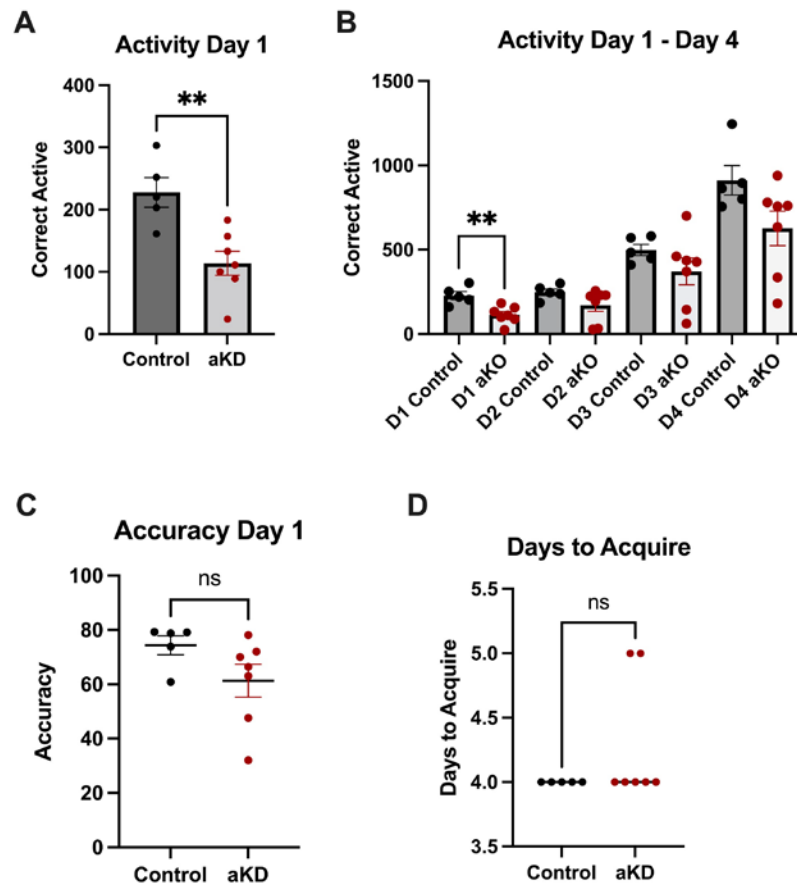 A
Activity Day 1
Correct Active
400
300
200
100
0
**
Control
aKD
B
Activity Day 1 - Day 4
Correct Active
1500
1000
500
0
**
D1 Control
D1 aKO
D2 Control
D2 aKO
D3 Control
D3 aKO
D4 Control
D4 aKO
C
Accuracy Day 1
Accuracy
100
80
60
40
20
0
ns
Control
aKD
D
Days to Acquire
Days to Acquire
5.5
5.0
4.5
4.0
3.5
ns
Control
aKD